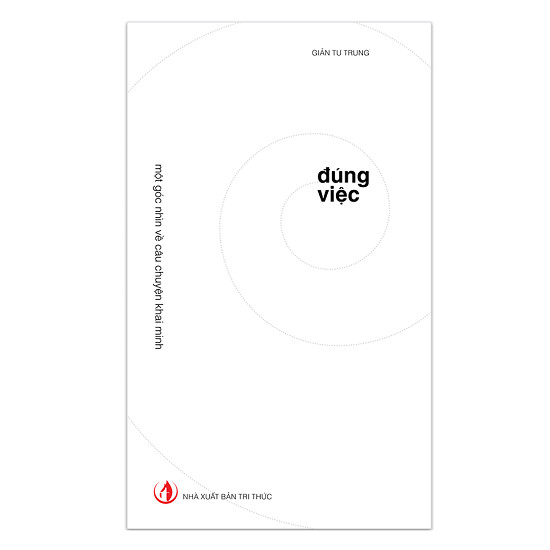 GIẢN TƯ TRUNG
đúng
việc
một góc nhìn về câu chuyện khai minh
NHÀ XUẤT BẢN TRI THỨC